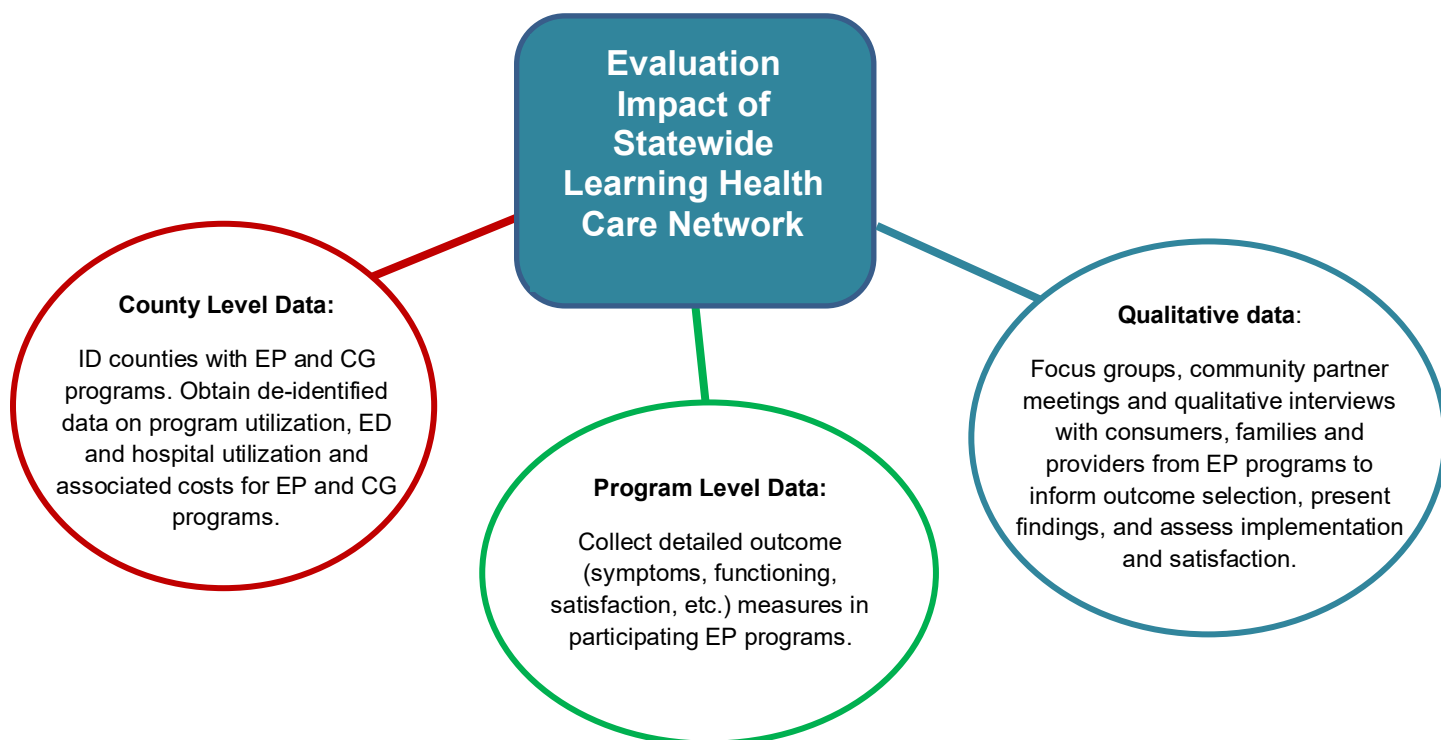 Evaluation
Impact of
Statewide
Learning Health
Care Network
County Level Data:
ID counties with EP and CG
programs. Obtain de-identified
data on program utilization, ED
and hospital utilization and
associated costs for EP and CG
programs.
Program Level Data:
Collect detailed outcome
(symptoms, functioning,
satisfaction, etc.) measures in
participating EP programs.
Qualitative data:
Focus groups, community partner
meetings and qualitative interviews
with consumers, families and
providers from EP programs to
inform outcome selection, present
findings, and assess implementation
and satisfaction.